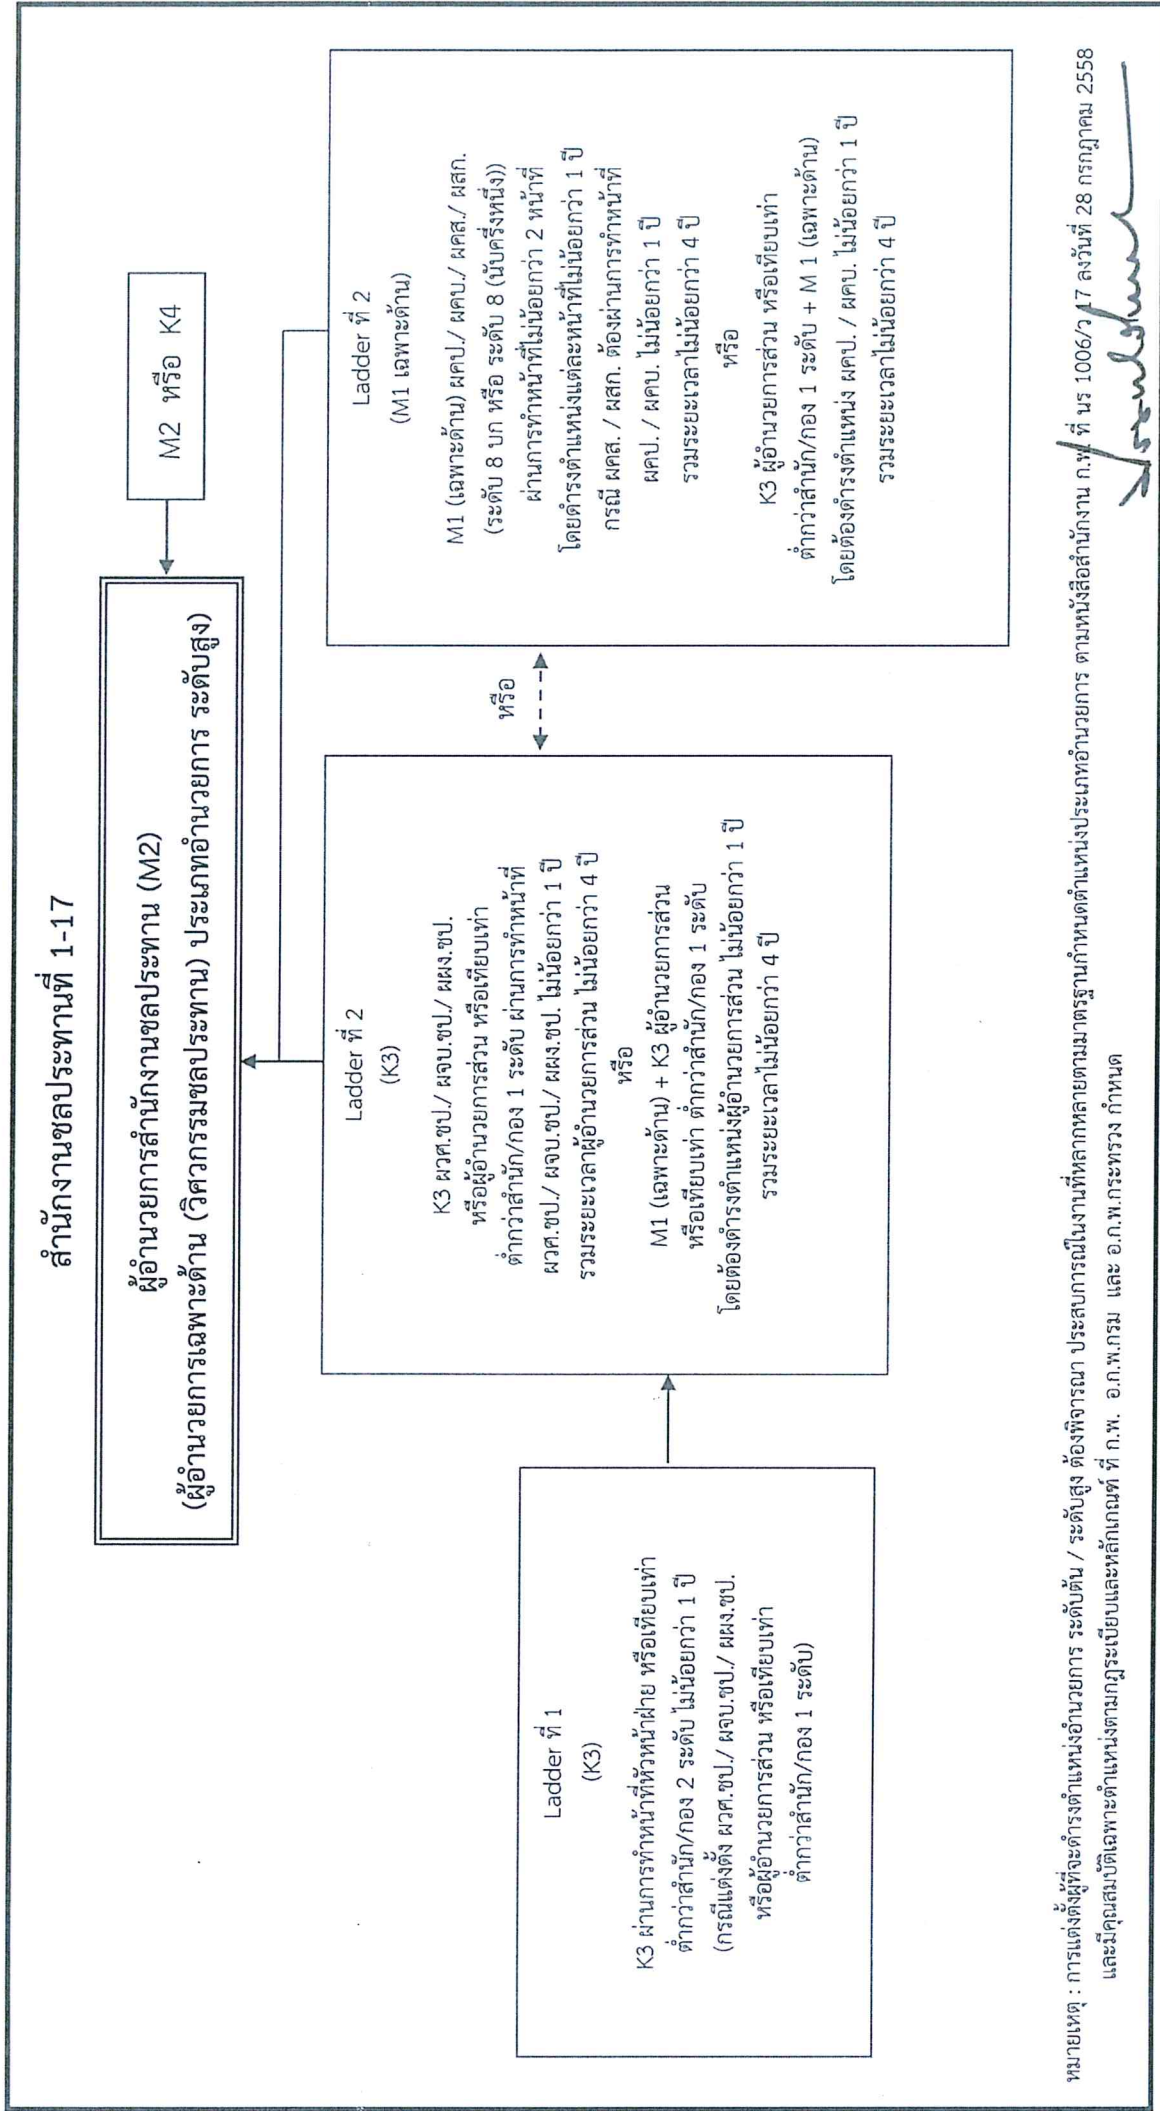 สำนักงานชลประทานที่ 1-17
ผู้อำนวยการสำนักงานชลประทาน (M2)
(ผู้อำนวยการเฉพาะด้าน (วิศวกรรมชลประทาน) ประเภทอำนวยการ ระดับสูง)
M2 หรือ K4
Ladder ที่ 1
(K3)
K3 ผ่านการทำหน้าที่หัวหน้าฝ่าย หรือเทียบเท่า
ต่ำกว่าสำนัก/กอง 2 ระดับ ไม่น้อยกว่า 1 ปี
(กรณีแต่งตั้ง ผวศ.ชป./ ผจบ.ชป./ ผผง.ชป.
หรือผู้อำนวยการส่วน หรือเทียบเท่า
ต่ำกว่าสำนัก/กอง 1 ระดับ)
Ladder ที่ 2
(K3)
K3 ผวศ.ชป./ ผจบ.ชป./ ผผง.ชป.
หรือผู้อำนวยการส่วน หรือเทียบเท่า
ต่ำกว่าสำนัก/กอง 1 ระดับ ผ่านการทำหน้าที่
ผวศ.ชป./ ผจบ.ชป./ ผผง.ชป. ไม่น้อยกว่า 1 ปี
รวมระยะเวลาผู้อำนวยการส่วน ไม่น้อยกว่า 4 ปี
หรือ
M1 (เฉพาะด้าน) + K3 ผู้อำนวยการส่วน
หรือเทียบเท่า ต่ำกว่าสำนัก/กอง 1 ระดับ
โดยต้องดำรงตำแหน่งผู้อำนวยการส่วน ไม่น้อยกว่า 1 ปี
รวมระยะเวลาไม่น้อยกว่า 4 ปี
หรือ
Ladder ที่ 2
(M1 เฉพาะด้าน)
M1 (เฉพาะด้าน) ผคป./ ผคบ./ ผคส./ ผสก.
(ระดับ 8 บก หรือ ระดับ 8 (นับครึ่งหนึ่ง))
ผ่านการทำหน้าที่ไม่น้อยกว่า 2 หน้าที่
โดยดำรงตำแหน่งแต่ละหน้าที่ไม่น้อยกว่า 1 ปี
กรณี ผคส. / ผสก. ต้องผ่านการทำหน้าที่
ผคป. / ผคบ. ไม่น้อยกว่า 1 ปี
รวมระยะเวลาไม่น้อยกว่า 4 ปี
หรือ
K3 ผู้อำนวยการส่วน หรือเทียบเท่า
ต่ำกว่าสำนัก/กอง 1 ระดับ + M 1 (เฉพาะด้าน)
โดยต้องดำรงตำแหน่ง ผคป. / ผคบ. ไม่น้อยกว่า 1 ปี
รวมระยะเวลาไม่น้อยกว่า 4 ปี
หมายเหตุ : การแต่งตั้งผู้ที่จะดำรงตำแหน่งอำนวยการ ระดับต้น / ระดับสูง ต้องพิจารณา ประสบการณ์ในงานที่หลากหลายตามมาตรฐานกำหนดตำแหน่งประเภทอำนวยการ ตามหนังสือสำนักงาน ก.พ. ที่ นร 1006/ว 17 ลงวันที่ 28 กรกฎาคม 2558
และมีคุณสมบัติเฉพาะตำแหน่งตามกฎระเบียบและหลักเกณฑ์ ที่ ก.พ. อ.ก.พ.กรม และ อ.ก.พ.กระทรวง กำหนด